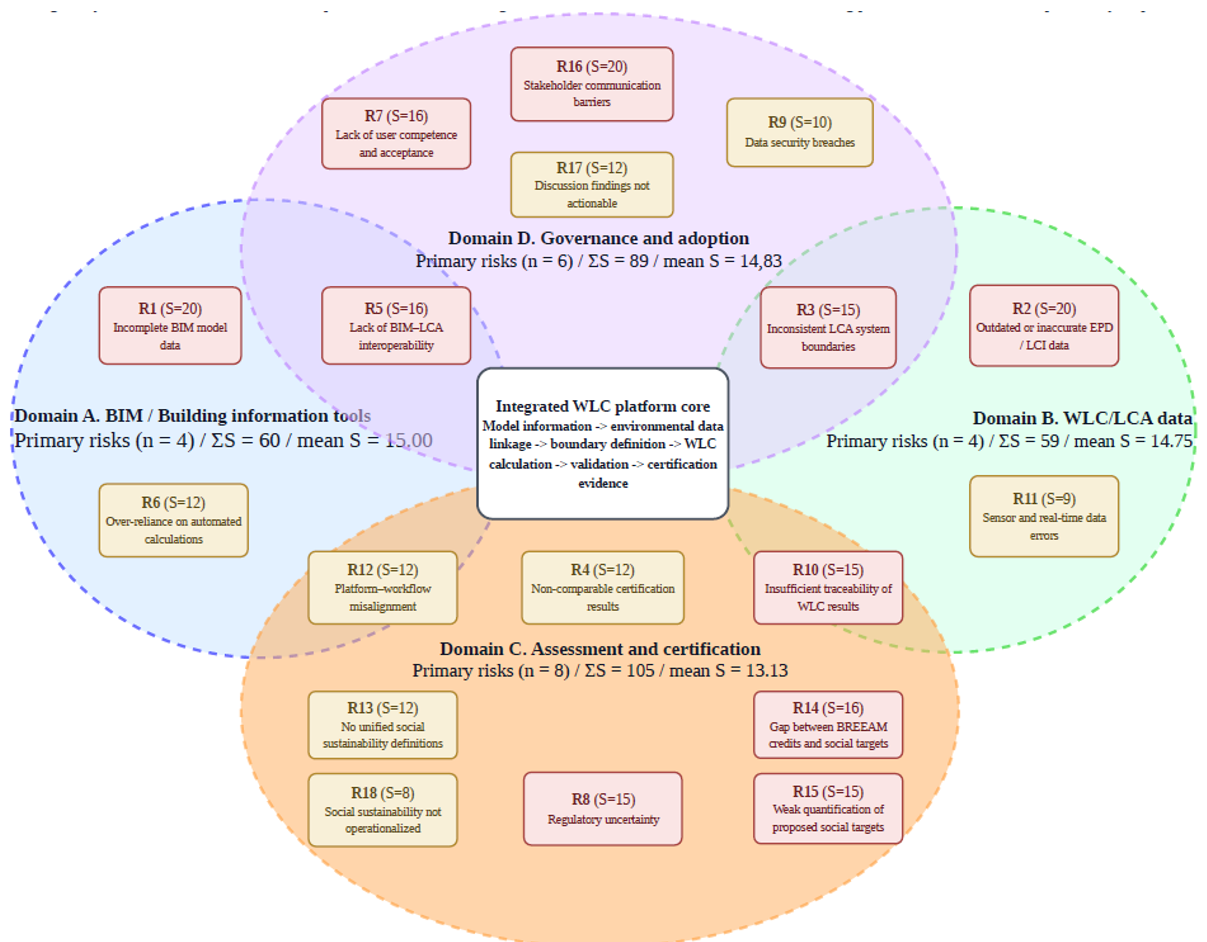 R16 (S=20)
Stakeholder communication
barriers
R7 (S=16)
Lack of user competence
and acceptance
R9 (S=10)
Data security breaches
R17 (S=12)
Discussion findings not
actionable
Domain D. Governance and adoption
Primary risks (n = 6) / ΣS = 89 / mean S = 14,83
R1 (S=20)
Incomplete BIM model
data
R5 (S=16)
Lack of BIM–LCA
interoperability
R3 (S=15)
Inconsistent LCA system
boundaries
R2 (S=20)
Outdated or inaccurate EPD
/ LCI data
Domain A. BIM / Building information tools
Primary risks (n = 4) / ΣS = 60 / mean S = 15.00
Integrated WLC platform core
Model information -> environmental data
linkage -> boundary definition -> WLC
calculation -> validation -> certification
evidence
Domain B. WLC/LCA data
Primary risks (n = 4) / ΣS = 59 / mean S = 14.75
R6 (S=12)
Over-reliance on automated
calculations
R11 (S=9)
Sensor and real-time data
errors
R12 (S=12)
Platform–workflow
misalignment
R4 (S=12)
Non-comparable certification
results
R10 (S=15)
Insufficient traceability of
WLC results
Domain C. Assessment and certification
Primary risks (n = 8) / ΣS = 105 / mean S = 13.13
R13 (S=12)
No unified social
sustainability definitions
R14 (S=16)
Gap between BREEAM
credits and social targets
R18 (S=8)
Social sustainability not
operationalized
R8 (S=15)
Regulatory uncertainty
R15 (S=15)
Weak quantification of
proposed social targets